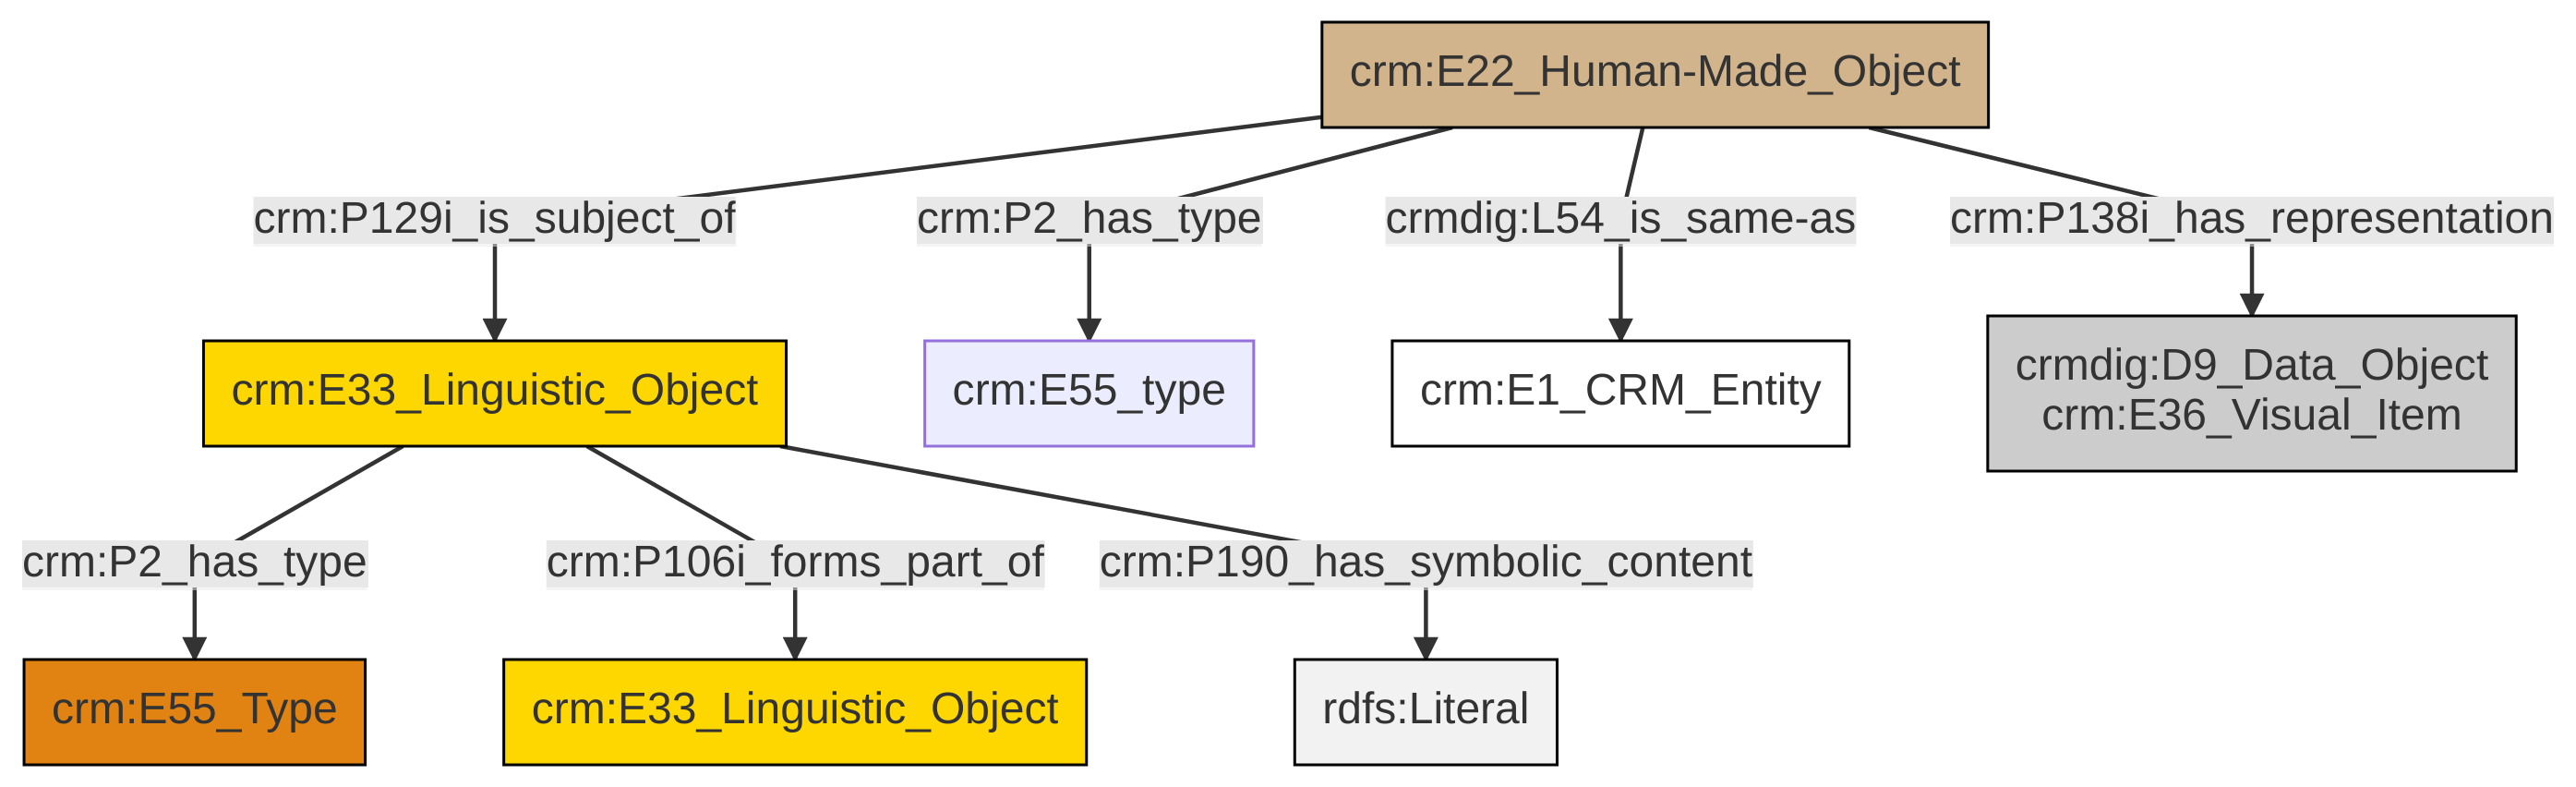 crm:E22_Human-Made_Object
crm:P129i_is_subject_of
crm:P2_has_type
crmdig:L54_is_same-as
crm:P138i_has_representation
crm:E33_Linguistic_Object
crm:E55_type
crm:E1_CRM_Entity
crmdig:D9_Data_Object
crm:E36_Visual_Item
crm:P2_has_type
crm:P106i_forms_part_of
crm:P190_has_symbolic_content
crm:E55_Type
crm:E33_Linguistic_Object
rdfs:Literal